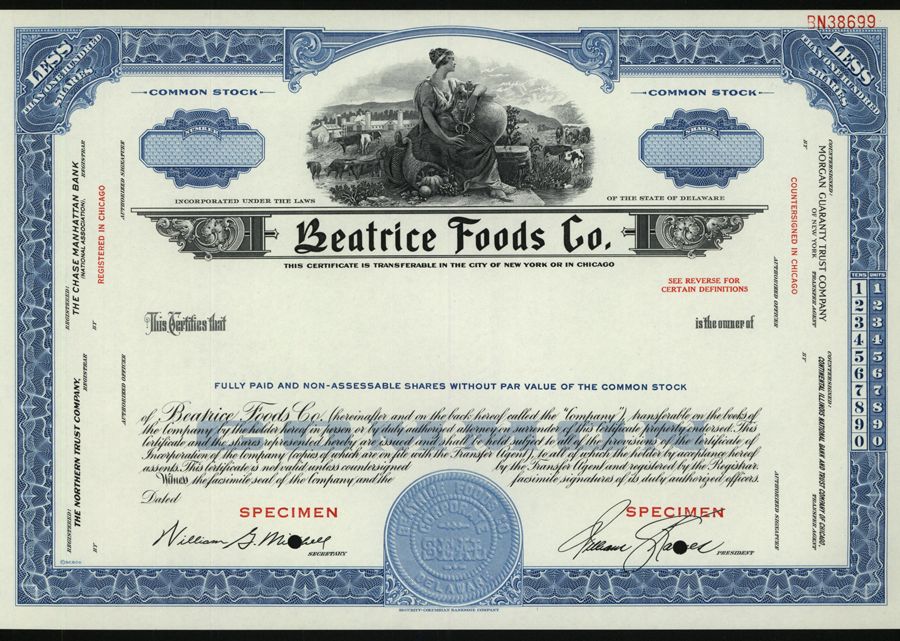 BN38699
LESS
THAN ONE HUNDRED
SHARES
LESS
THAN ONE HUNDRED
SHARES
COMMON STOCK
COMMON STOCK
NUMBER
SHARES
INCORPORATED UNDER THE LAWS
OF THE STATE OF DELAWARE
Beatrice Foods Co.
THIS CERTIFICATE IS TRANSFERABLE IN THE CITY OF NEW YORK OR IN CHICAGO
SEE REVERSE FOR
CERTAIN DEFINITIONS
This Certifies that
is the owner of
FULLY PAID AND NON-ASSESSABLE SHARES WITHOUT PAR VALUE OF THE COMMON STOCK
of Beatrice Foods Co. (hereinafter and on the back hereof called the "Company"), transferable on the books of
the Company by the holder hereof in person or by duly authorized attorney on surrender of this certificate properly endorsed. This
certificate and the shares represented hereby are issued and shall be held subject to all of the provisions of the Certificate of
Incorporation of the Company (copies of which are on file with the Transfer Agent), to all of which the holder by acceptance hereof
assents. This certificate is not valid unless countersigned by the Transfer Agent and registered by the Registrar.
Witness the facsimile seal of the Company and the facsimile signatures of its duly authorized officers.
Dated
SPECIMEN
SPECIMEN
William G. Mitchell
SECRETARY
William G. Karnes
PRESIDENT
BEATRICE FOODS CO.
CORPORATE
SEAL
DELAWARE
©SCBCO
SECURITY-COLUMBIAN BANKNOTE COMPANY
REGISTERED:
THE CHASE MANHATTAN BANK
(NATIONAL ASSOCIATION),
REGISTRAR
REGISTERED IN CHICAGO
BY
AUTHORIZED SIGNATURE
REGISTERED:
THE NORTHERN TRUST COMPANY,
REGISTRAR
BY
AUTHORIZED OFFICER
COUNTERSIGNED:
MORGAN GUARANTY TRUST COMPANY
OF NEW YORK
TRANSFER AGENT
COUNTERSIGNED IN CHICAGO
BY
AUTHORIZED OFFICER
COUNTERSIGNED:
CONTINENTAL ILLINOIS NATIONAL BANK AND TRUST COMPANY OF CHICAGO,
TRANSFER AGENT
BY
AUTHORIZED SIGNATURE
TENS UNITS
1 1
2 2
3 3
4 4
5 5
6 6
7 7
8 8
9 9
0 0